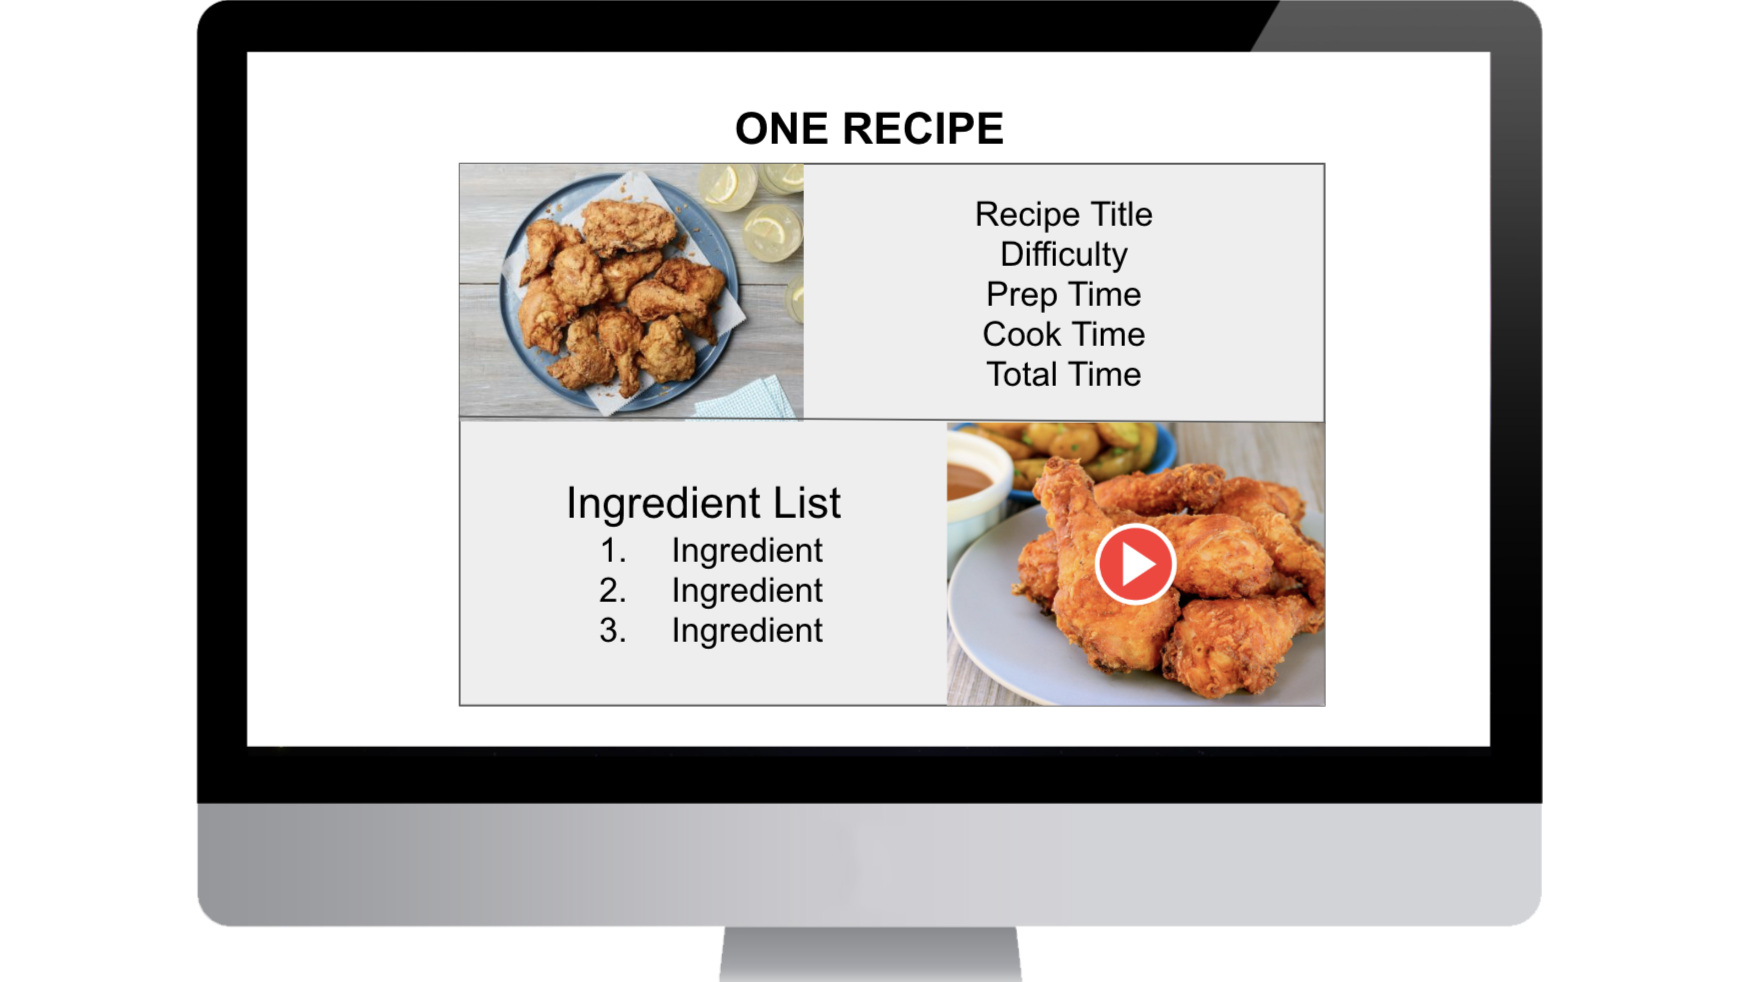 ONE RECIPE
Recipe Title
Difficulty
Prep Time
Cook Time
Total Time
Ingredient List
1. Ingredient
2. Ingredient
3. Ingredient